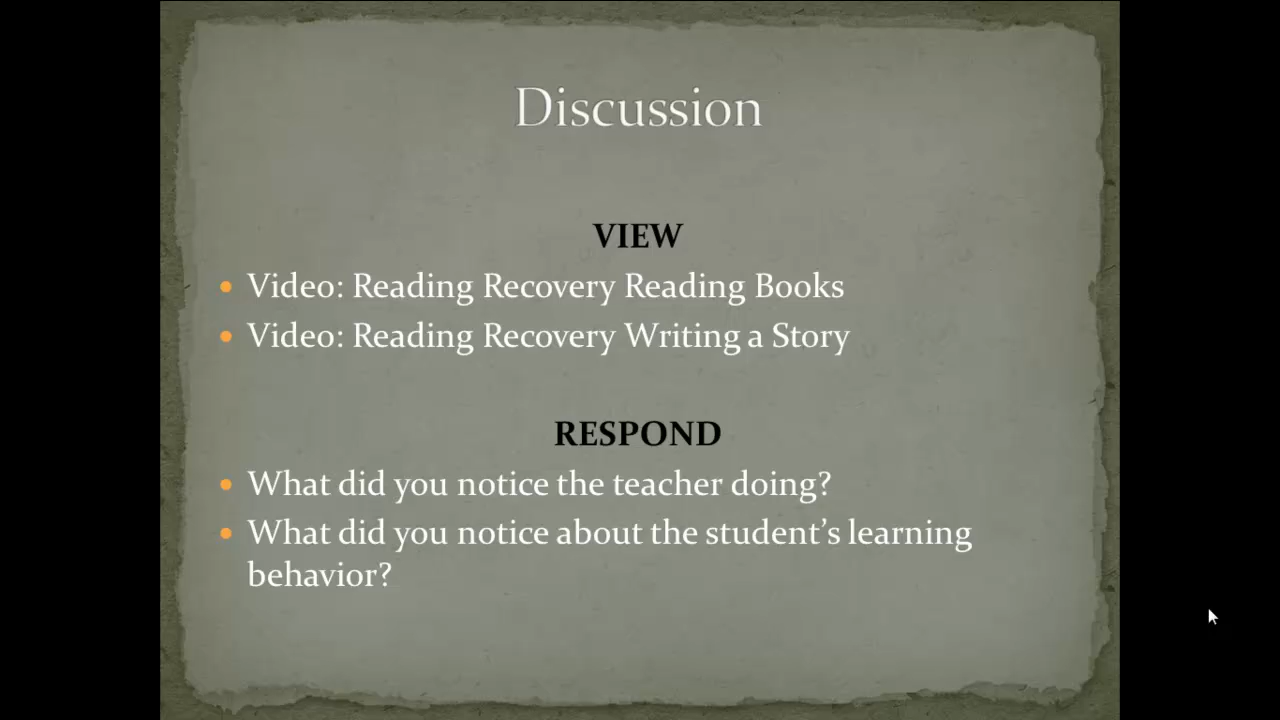 Discussion
VIEW
• Video: Reading Recovery Reading Books
• Video: Reading Recovery Writing a Story
RESPOND
• What did you notice the teacher doing?
• What did you notice about the student’s learning
behavior?